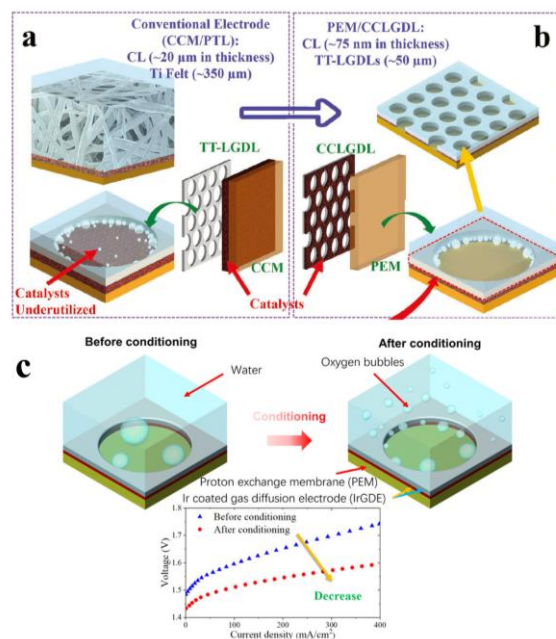 a
Conventional Electrode
(CCM/PTL):
CL (~20 μm in thickness)
Ti Felt (~350 μm)
TT-LGDL
CCM
Catalysts
Underutilized
PEM/CCLGDL:
CL (~75 nm in thickness)
TT-LGDLs (~50 μm)
b
CCLGDL
PEM
Catalysts
c
Before conditioning
After conditioning
Water
Oxygen bubbles
Conditioning
Proton exchange membrane (PEM)
Ir coated gas diffusion electrode (IrGDE)
Before conditioning
After conditioning
Decrease
Voltage (V)
1.8
1.7
1.6
1.5
1.4
0
100
200
300
400
Current density (mA/cm²)